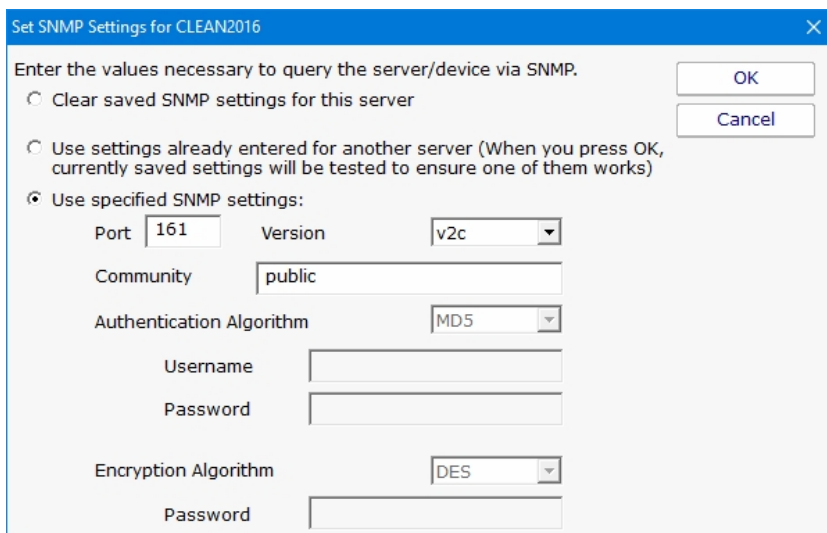 Set SNMP Settings for CLEAN2016
Enter the values necessary to query the server/device via SNMP.
OK
Clear saved SNMP settings for this server
Cancel
Use settings already entered for another server (When you press OK,
currently saved settings will be tested to ensure one of them works)
Use specified SNMP settings:
Port 161 Version v2c
Community public
Authentication Algorithm MD5
Username
Password
Encryption Algorithm DES
Password